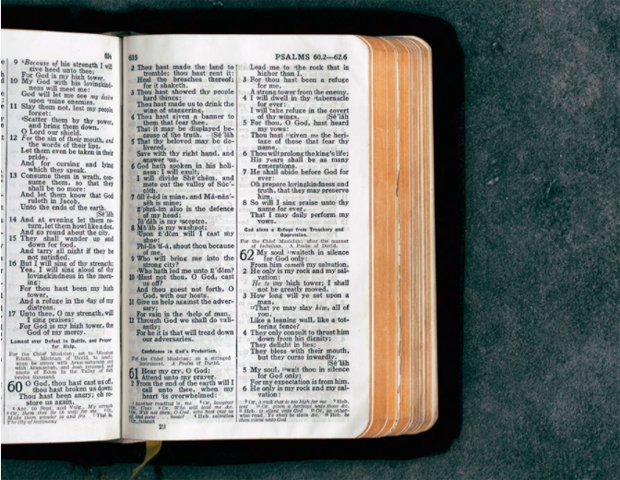 634
9 Because of his strength I will
give heed unto thee:
For God is my high tower.
10 My God with his lovingkind-
ness will meet me:
God will let me see my desire
upon mine enemies.
11 Slay them not, lest my people
forget:
Scatter them by thy power,
and bring them down,
O Lord our shield.
12 For the sin of their mouth, and
the words of their lips,
Let them even be taken in their
pride,
And for cursing and lying
which they speak.
13 Consume them in wrath, con-
sume them, so that they
shall be no more:
And let them know that God
ruleth in Jacob,
Unto the ends of the earth.
14 And at evening let them re-
turn, let them howl like a dog,
And go round about the city.
15 They shall wander up and
down for food,
And tarry all night if they be
not satisfied.
16 But I will sing of thy strength;
Yea, I will sing aloud of thy
lovingkindness in the morn-
ing:
For thou hast been my high
tower,
And a refuge in the day of my
distress.
17 Unto thee, O my strength, will
I sing praises:
For God is my high tower, the
God of my mercy.
Lament over Defeat in Battle, and Prayer
for Help.
60 O God, thou hast cast us off,
thou hast broken us down;
Thou hast been angry; oh re-
store us again.
635
2 Thou hast made the land to
tremble; thou hast rent it:
Heal the breaches thereof;
for it shaketh.
3 Thou hast showed thy people
hard things:
Thou hast made us to drink the
wine of staggering.
4 Thou hast given a banner to
them that fear thee,
That it may be displayed be-
cause of the truth.
5 That thy beloved may be de-
livered,
Save with thy right hand, and
answer us.
6 God hath spoken in his holi-
ness: I will exult;
I will divide Shechem, and
mete out the valley of Suc-
coth.
7 Gilead is mine, and Manas-
seh is mine;
Ephraim also is the defence
of my head;
Judah is my sceptre.
8 Moab is my washpot;
Upon Edom will I cast my
shoe:
Philistia, shout thou because
of me.
9 Who will bring me into the
strong city?
Who hath led me unto Edom?
10 Hast not thou, O God, cast
us off?
And thou goest not forth, O
God, with our hosts.
11 Give us help against the adver-
sary;
For vain is the help of man.
12 Through God we shall do vali-
antly;
For he it is that will tread down
our adversaries.
Confidence in God's Protection.
61 Hear my cry, O God;
Attend unto my prayer.
2 From the end of the earth will I
call unto thee, when my
heart is overwhelmed:
PSALMS 60.2—62.6
Lead me to the rock that is
higher than I.
3 For thou hast been a refuge
for me,
A strong tower from the enemy.
4 I will dwell in thy tabernacle
for ever:
I will take refuge in the covert
of thy wings.
5 For thou, O God, hast heard
my vows:
Thou hast given me the heri-
tage of those that fear thy
name.
6 Thou wilt prolong the king's life;
His years shall be as many
generations.
7 He shall abide before God for
ever:
Oh prepare lovingkindness and
truth, that they may preserve
him.
8 So will I sing praise unto thy
name for ever,
That I may daily perform my
vows.
God alone a Refuge from Treachery and
Oppression.
For the Chief Musician; after the manner
of Jeduthun. A Psalm of David.
62 My soul waiteth in silence
for God only:
From him cometh my salvation.
2 He only is my rock and my sal-
vation:
He is my high tower; I shall
not be greatly moved.
3 How long will ye set upon a
man,
That ye may slay him, all of
you,
Like a leaning wall, like a tot-
tering fence?
4 They only consult to thrust him
down from his dignity;
They delight in lies;
They bless with their mouth,
but they curse inwardly.
5 My soul, wait thou in silence
for God only;
For my expectation is from him.
6 He only is my rock and my sal-
vation: